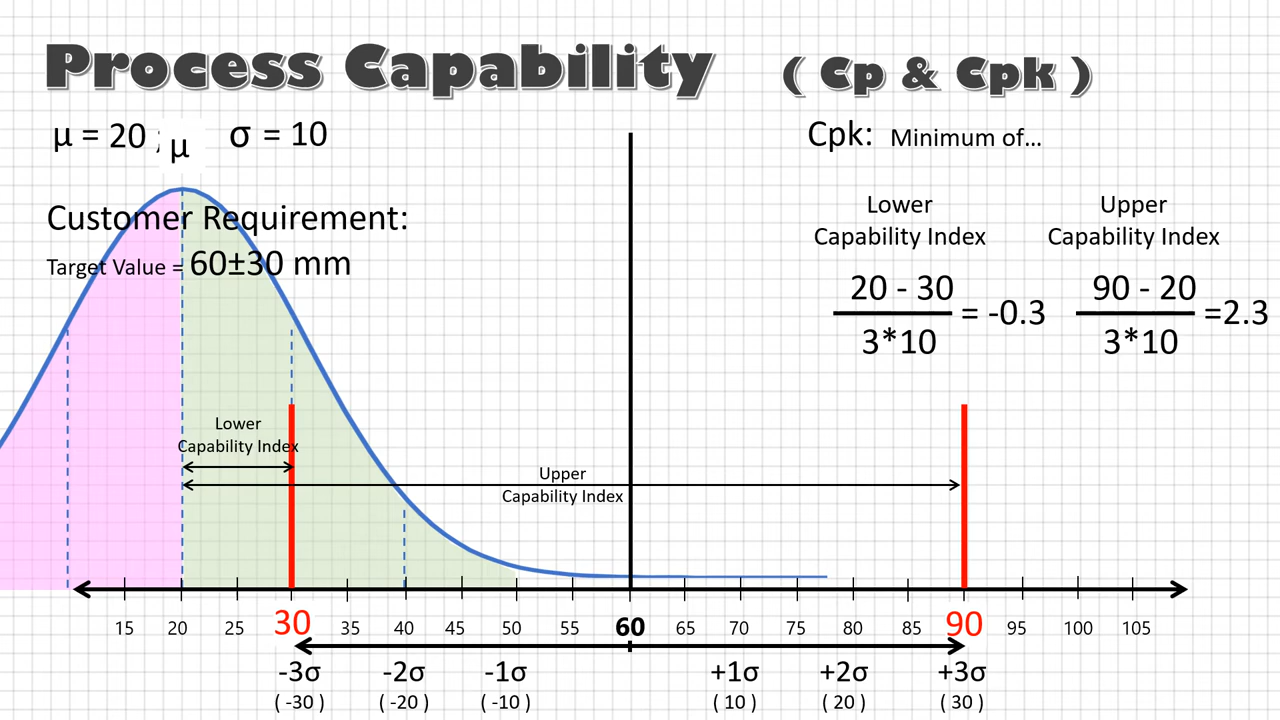 Process Capability ( Cp & Cpk )
μ = 20 ; μ σ = 10
Cpk: Minimum of...
Customer Requirement:
Target Value = 60±30 mm
Lower
Capability Index
20 - 30
3*10
= -0.3
Upper
Capability Index
90 - 20
3*10
=2.3
Lower
Capability Index
Upper
Capability Index
15 20 25 30 35 40 45 50 55 60 65 70 75 80 85 90 95 100 105
-3σ -2σ -1σ +1σ +2σ +3σ
( -30 ) ( -20 ) ( -10 ) ( 10 ) ( 20 ) ( 30 )